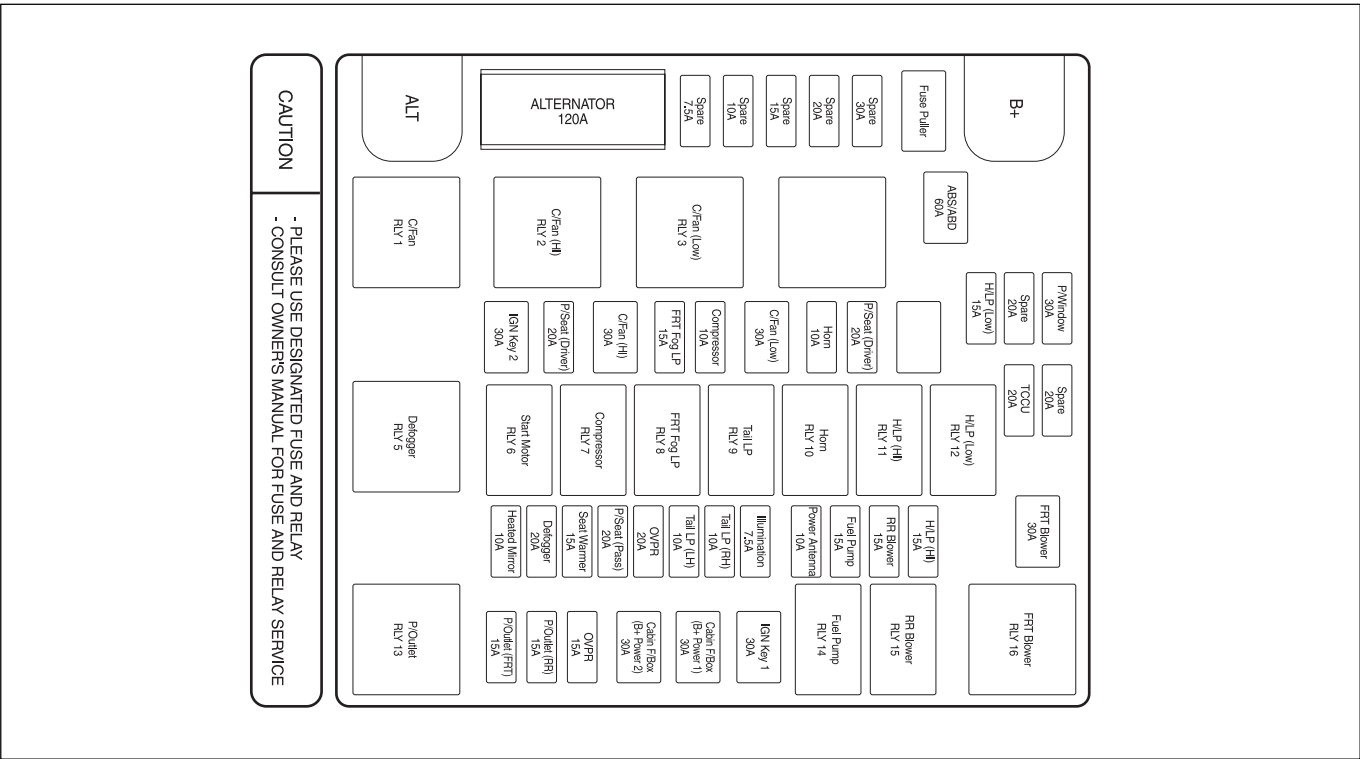 CAUTION
- PLEASE USE DESIGNATED FUSE AND RELAY
- CONSULT OWNER'S MANUAL FOR FUSE AND RELAY SERVICE
ALT
ALTERNATOR
120A
Spare
7.5A
Spare
10A
Spare
15A
Spare
20A
Spare
30A
Fuse Puller
B+
C/Fan
RLY 1
C/Fan (HI)
RLY 2
C/Fan (Low)
RLY 3
ABS/ABD
60A
H/LP (Low)
15A
Spare
20A
P/Window
30A
IGN Key 2
30A
P/Seat (Driver)
20A
C/Fan (HI)
30A
FRT Fog LP
15A
Compressor
10A
C/Fan (Low)
30A
Horn
10A
P/Seat (Driver)
20A
TCCU
20A
Spare
20A
Defogger
RLY 5
Start Motor
RLY 6
Compressor
RLY 7
FRT Fog LP
RLY 8
Tail LP
RLY 9
Horn
RLY 10
H/LP (HI)
RLY 11
H/LP (Low)
RLY 12
FRT Blower
30A
Heated Mirror
10A
Defogger
20A
Seat Warmer
15A
P/Seat (Pass)
20A
OVPR
20A
Tail LP (LH)
10A
Tail LP (RH)
10A
Illumination
7.5A
Power Antenna
10A
Fuel Pump
15A
RR Blower
15A
H/LP (HI)
15A
P/Outlet
RLY 13
P/Outlet (FRT)
15A
P/Outlet (RR)
15A
OVPR
15A
Cabin F/Box
(B+ Power 2)
30A
Cabin F/Box
(B+ Power 1)
30A
IGN Key 1
30A
Fuel Pump
RLY 14
RR Blower
RLY 15
FRT Blower
RLY 16